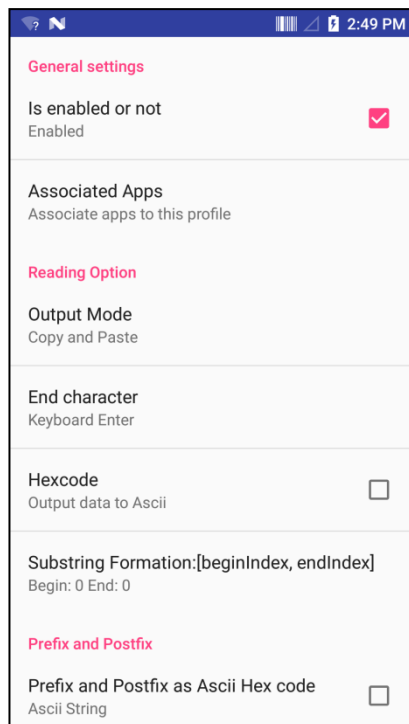 2:49 PM
General settings
Is enabled or not
Enabled
Associated Apps
Associate apps to this profile
Reading Option
Output Mode
Copy and Paste
End character
Keyboard Enter
Hexcode
Output data to Ascii
Substring Formation:[beginIndex, endIndex]
Begin: 0 End: 0
Prefix and Postfix
Prefix and Postfix as Ascii Hex code
Ascii String